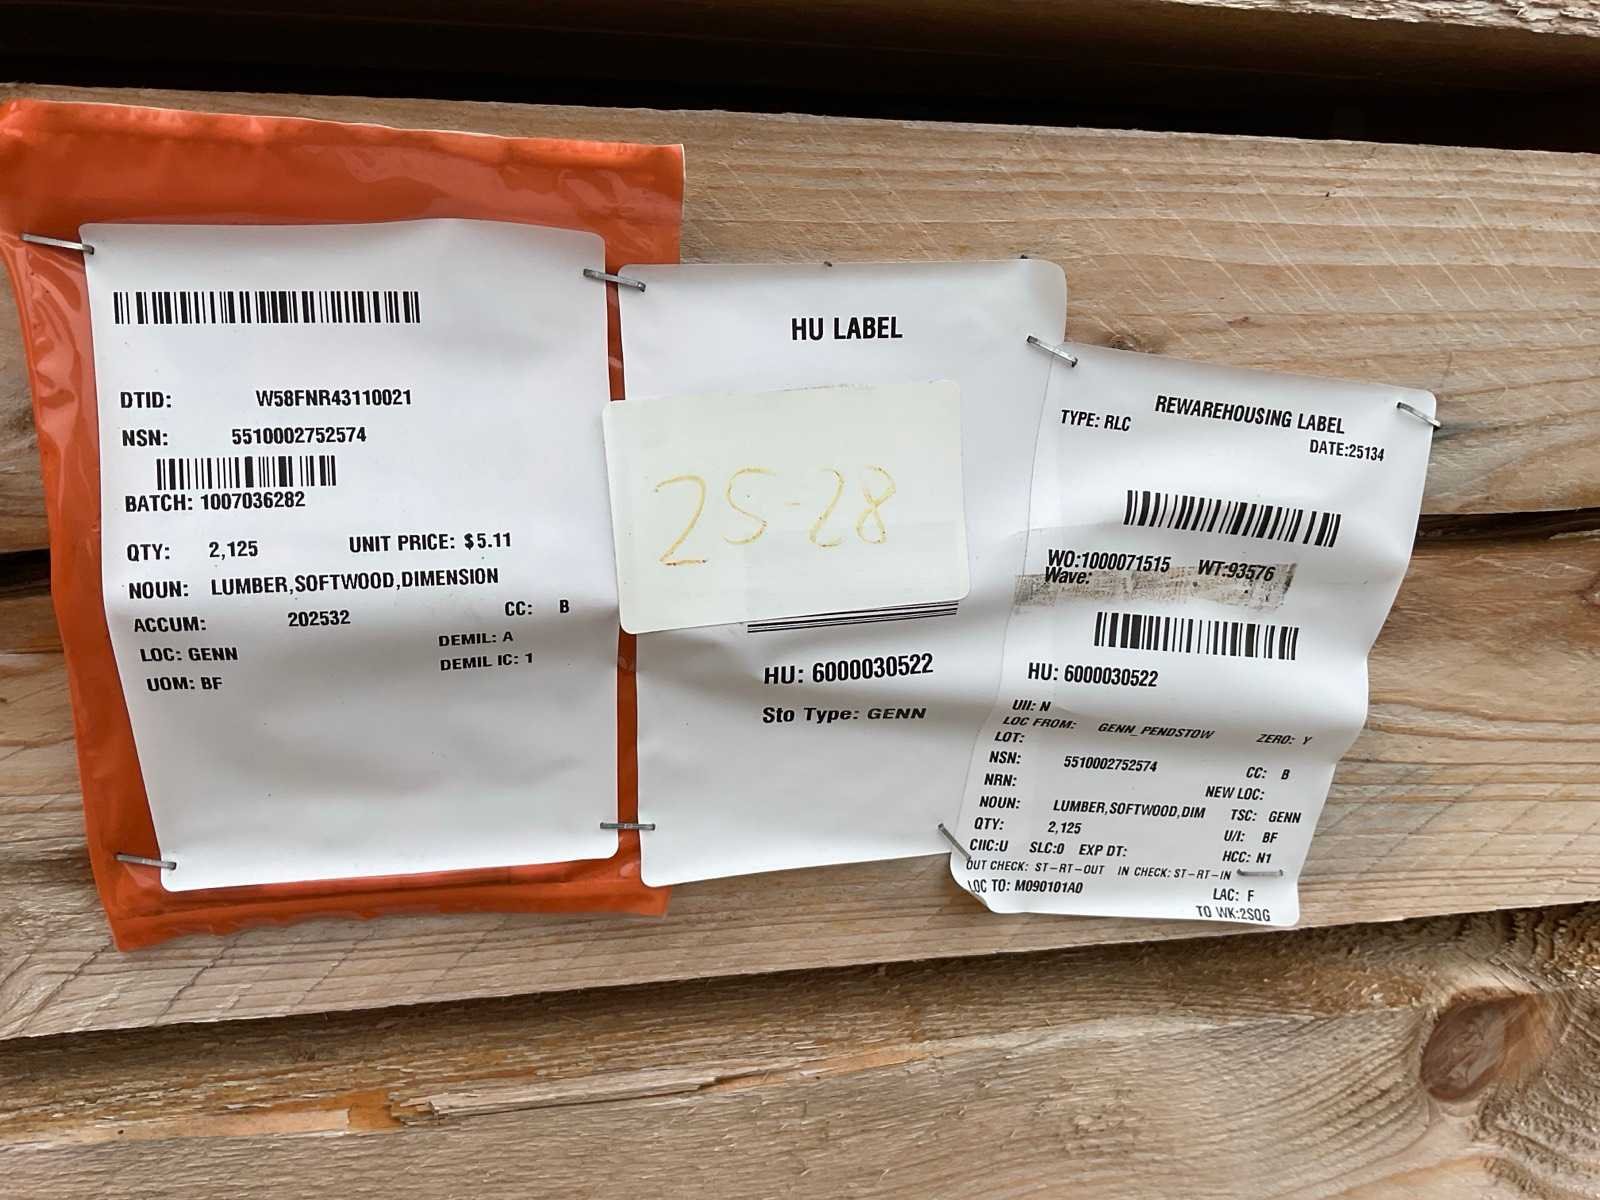 DTID: W58FNR43110021
NSN: 5510002752574
BATCH: 1007036282
QTY: 2,125 UNIT PRICE: $5.11
NOUN: LUMBER,SOFTWOOD,DIMENSION
ACCUM: 202532 CC: B
LOC: GENN DEMIL: A
UOM: BF DEMIL IC: 1
HU LABEL
25-28
HU: 6000030522
Sto Type: GENN
REWAREHOUSING LABEL
TYPE: RLC
DATE:25134
WO:1000071515 WT:93576
Wave:
HU: 6000030522
UII: N
LOC FROM: GENN_PENDSTOW ZERO: Y
LOT:
NSN: 5510002752574 CC: B
NRN: NEW LOC:
NOUN: LUMBER,SOFTWOOD,DIM TSC: GENN
QTY: 2,125 U/I: BF
CIIC:U SLC:0 EXP DT: HCC: N1
OUT CHECK: ST-RT-OUT IN CHECK: ST-RT-IN
LOC TO: M090101A0 LAC: F
TO WK:2SQG